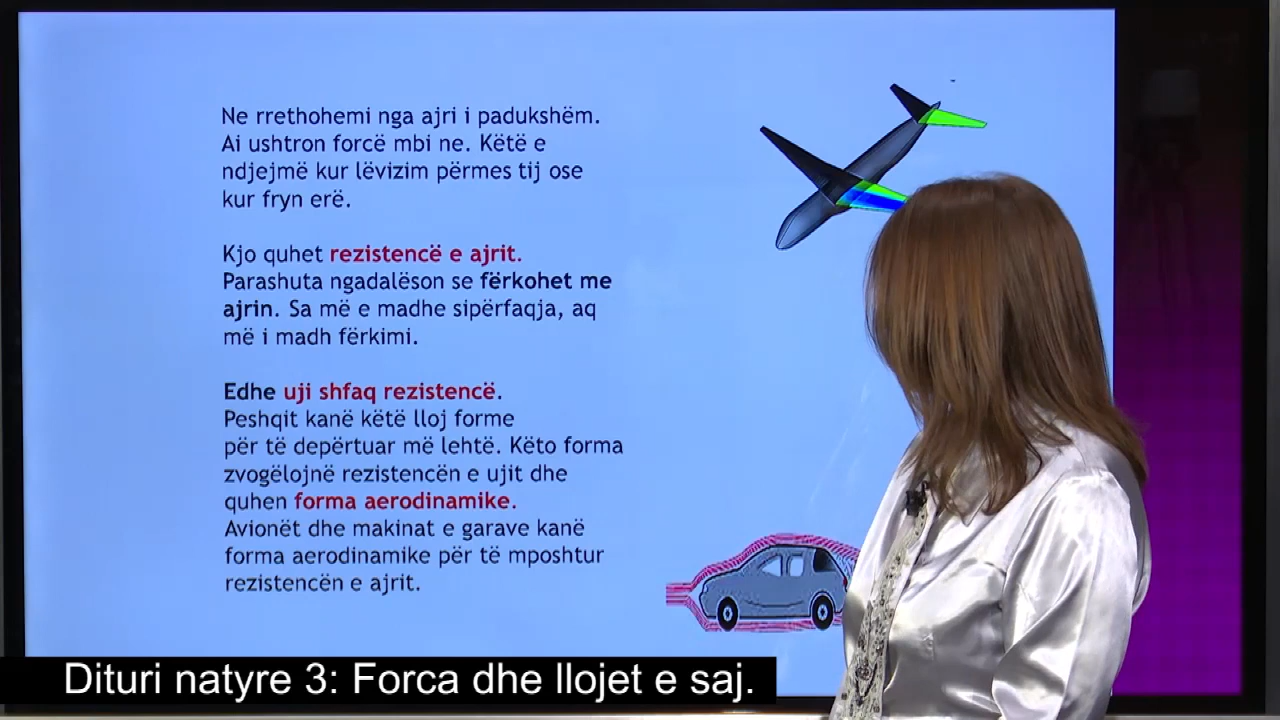 Ne rrethohemi nga ajri i padukshëm.
Ai ushtron forcë mbi ne. Këtë e
ndjejmë kur lëvizim përmes tij ose
kur fryn erë.
Kjo quhet rezistencë e ajrit.
Parashuta ngadalëson se fërkohet me
ajrin. Sa më e madhe sipërfaqja, aq
më i madh fërkimi.
Edhe uji shfaq rezistencë.
Peshqit kanë këtë lloj forme
për të depërtuar më lehtë. Këto forma
zvogëlojnë rezistencën e ujit dhe
quhen forma aerodinamike.
Avionët dhe makinat e garave kanë
forma aerodinamike për të mposhtur
rezistencën e ajrit.
Dituri natyre 3: Forca dhe llojet e saj.